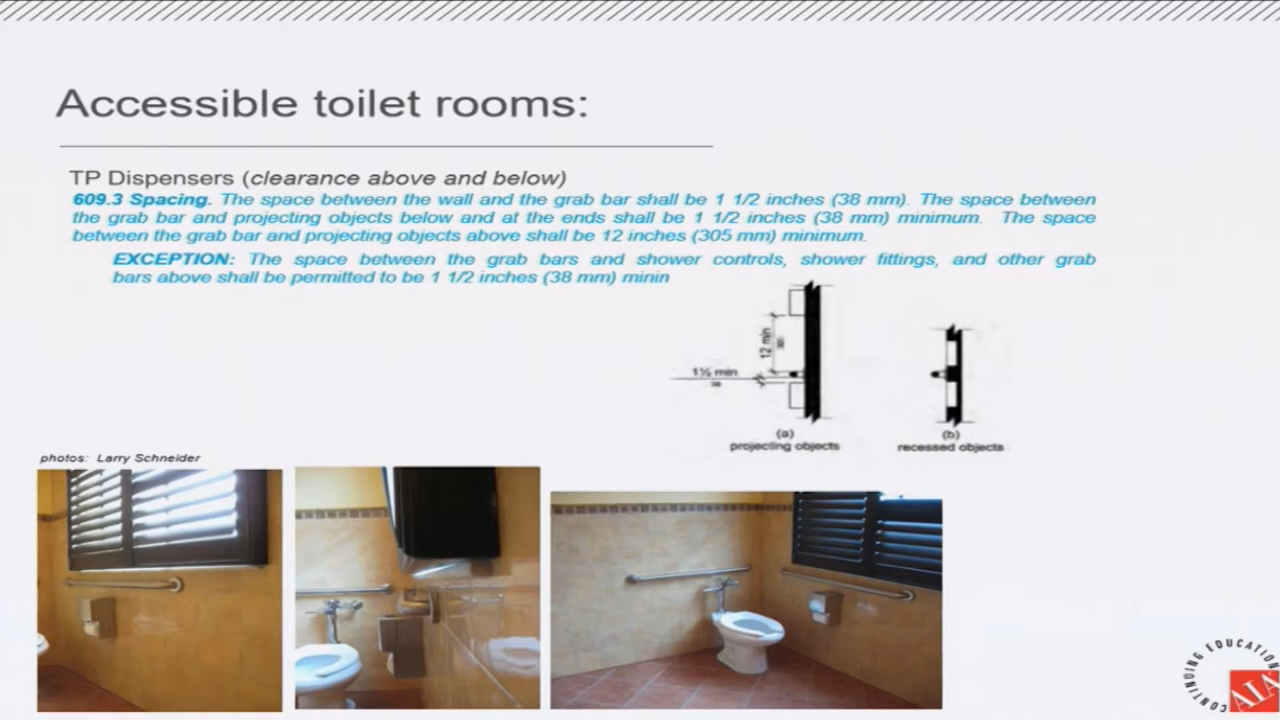 Accessible toilet rooms:
TP Dispensers (clearance above and below)
609.3 Spacing. The space between the wall and the grab bar shall be 1 1/2 inches (38 mm). The space between
the grab bar and projecting objects below and at the ends shall be 1 1/2 inches (38 mm) minimum. The space
between the grab bar and projecting objects above shall be 12 inches (305 mm) minimum.
EXCEPTION: The space between the grab bars and shower controls, shower fittings, and other grab
bars above shall be permitted to be 1 1/2 inches (38 mm) minin
12 min
1½ min
(a)
projecting objects
(b)
recessed objects
photos: Larry Schneider
CONTINUING EDUCATION
AIA